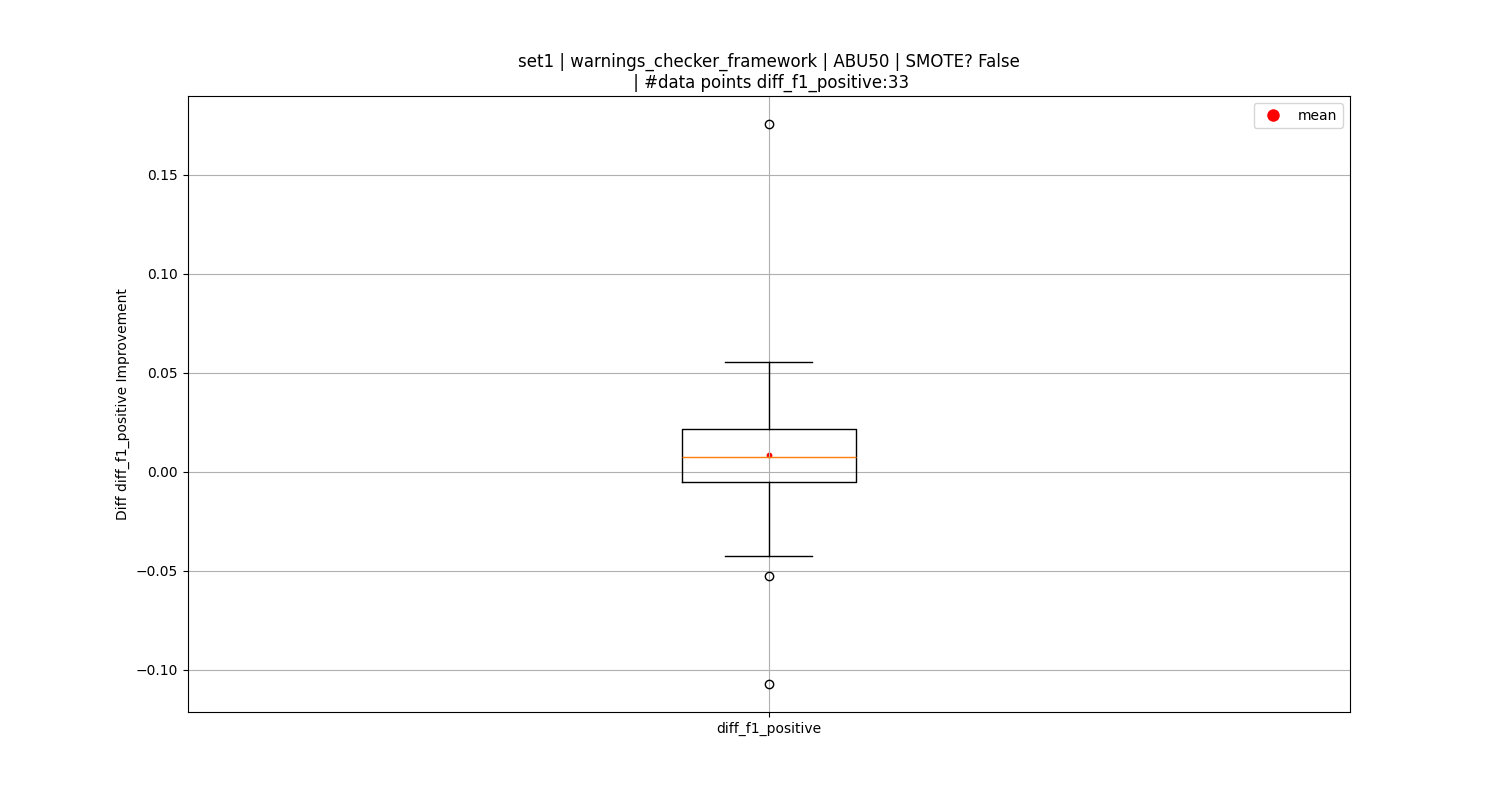 set1 | warnings_checker_framework | ABU50 | SMOTE? False
| #data points diff_f1_positive:33
mean
0.15
0.10
0.05
0.00
−0.05
−0.10
Diff diff_f1_positive Improvement
diff_f1_positive